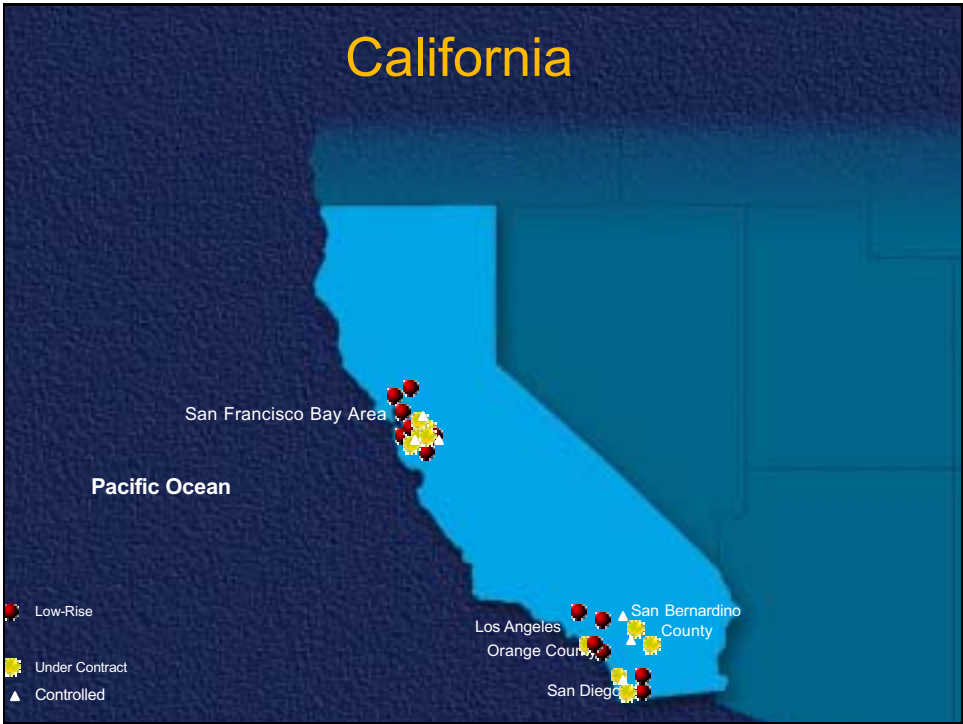 California
San Francisco Bay Area
Pacific Ocean
Low-Rise
San Bernardino
County
Los Angeles
Orange County
Under Contract
San Diego
Controlled